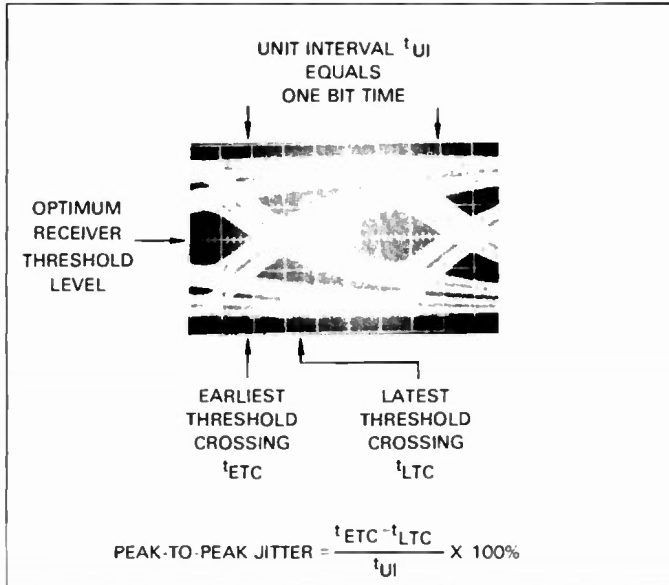 UNIT INTERVAL tUI
EQUALS
ONE BIT TIME
OPTIMUM
RECEIVER
THRESHOLD
LEVEL
EARLIEST
THRESHOLD
CROSSING
tETC
LATEST
THRESHOLD
CROSSING
tLTC
PEAK-TO-PEAK JITTER = tETC-tLTC / tUI X 100%